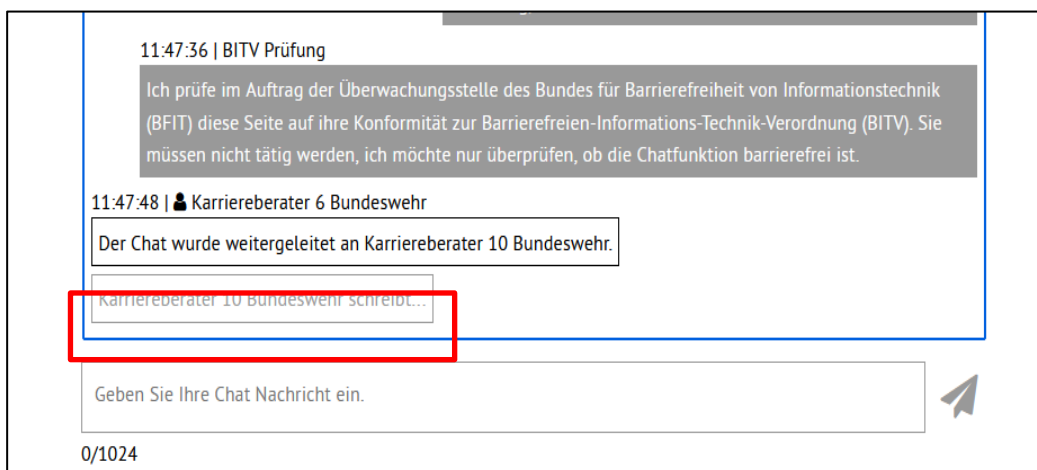 11:47:36 | BITV Prüfung
Ich prüfe im Auftrag der Überwachungsstelle des Bundes für Barrierefreiheit von Informationstechnik
(BFIT) diese Seite auf ihre Konformität zur Barrierefreien-Informations-Technik-Verordnung (BITV). Sie
müssen nicht tätig werden, ich möchte nur überprüfen, ob die Chatfunktion barrierefrei ist.
11:47:48 | Karriereberater 6 Bundeswehr
Der Chat wurde weitergeleitet an Karriereberater 10 Bundeswehr.
Karriereberater 10 Bundeswehr schreibt...
Geben Sie Ihre Chat Nachricht ein.
0/1024